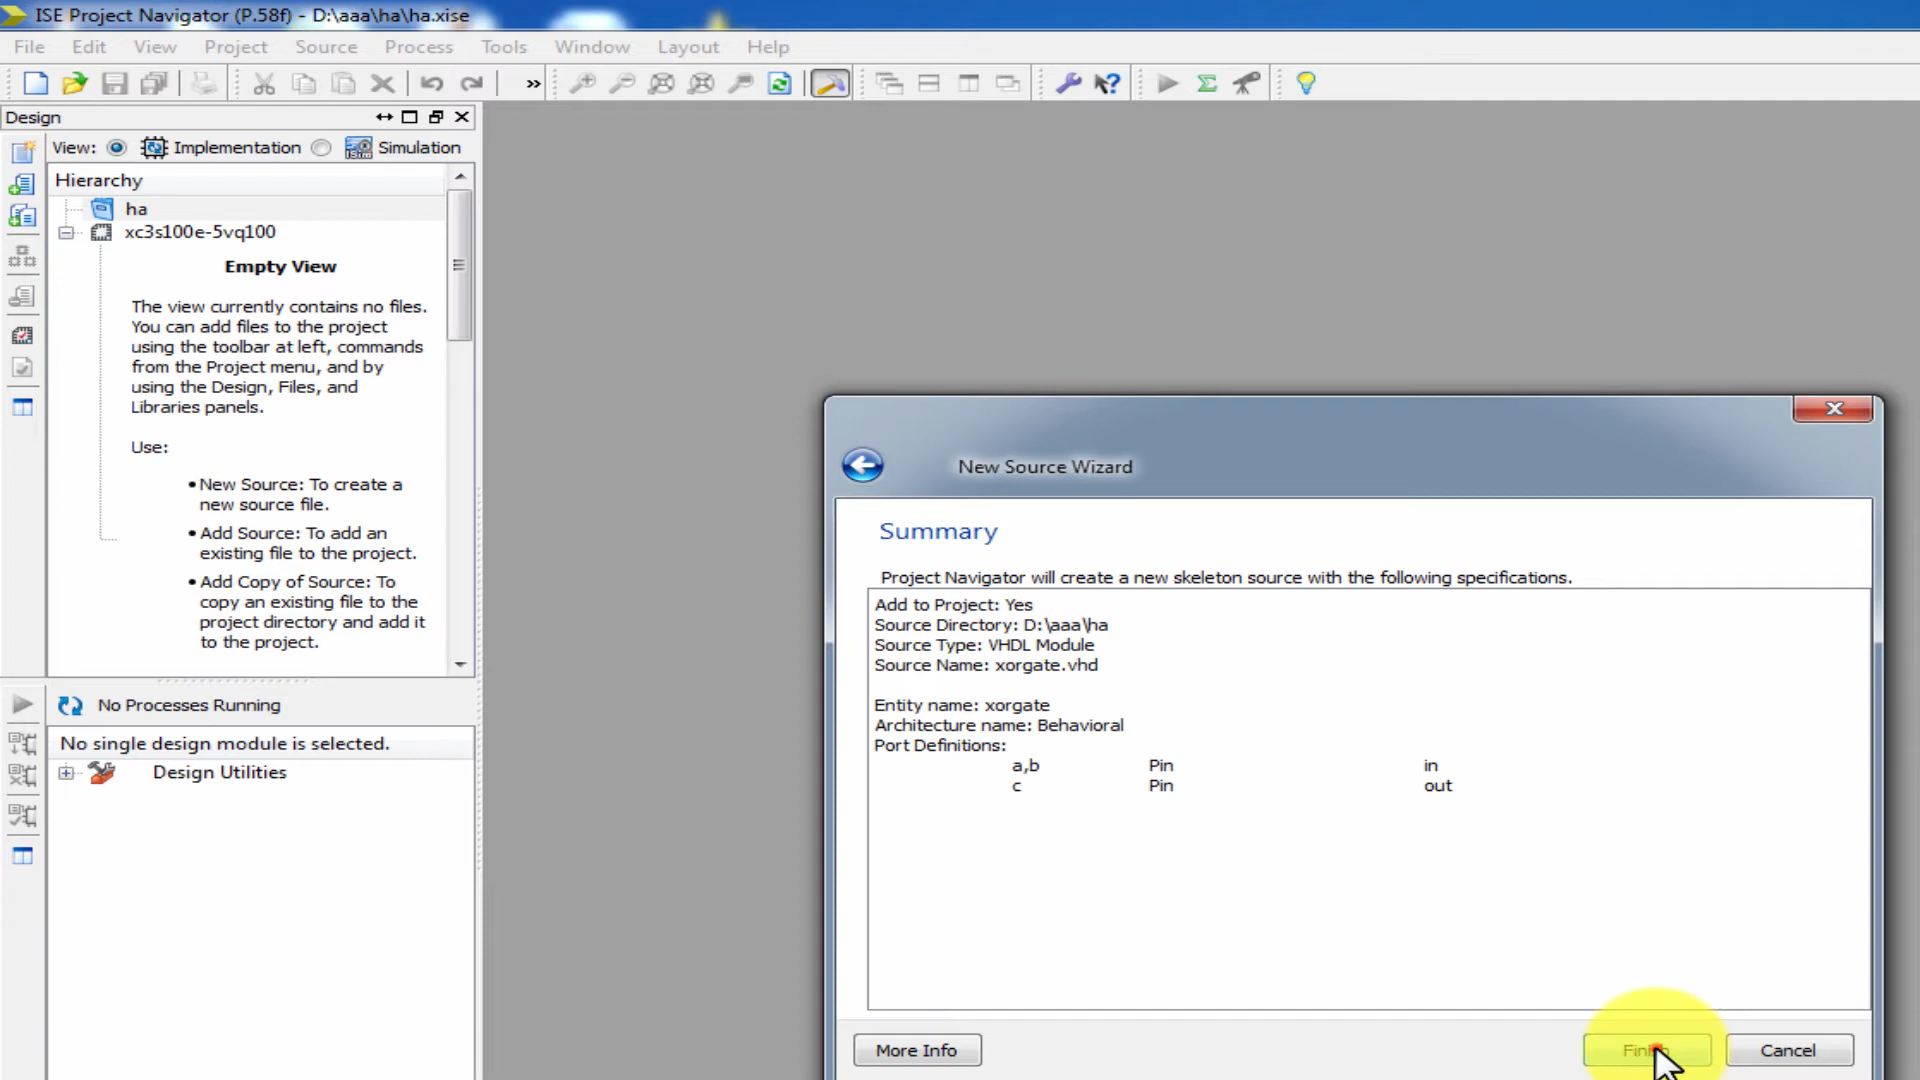 ISE Project Navigator (P.58f) - D:\aaa\ha\ha.xise
File Edit View Project Source Process Tools Window Layout Help
»
Design
View: Implementation Simulation
Hierarchy
ha
xc3s100e-5vq100
Empty View
The view currently contains no files.
You can add files to the project
using the toolbar at left, commands
from the Project menu, and by
using the Design, Files, and
Libraries panels.
Use:
• New Source: To create a
new source file.
• Add Source: To add an
existing file to the project.
• Add Copy of Source: To
copy an existing file to the
project directory and add it
to the project.
No Processes Running
No single design module is selected.
Design Utilities
New Source Wizard
Summary
Project Navigator will create a new skeleton source with the following specifications.
Add to Project: Yes
Source Directory: D:\aaa\ha
Source Type: VHDL Module
Source Name: xorgate.vhd
Entity name: xorgate
Architecture name: Behavioral
Port Definitions:
a,b Pin in
c Pin out
More Info Finish Cancel